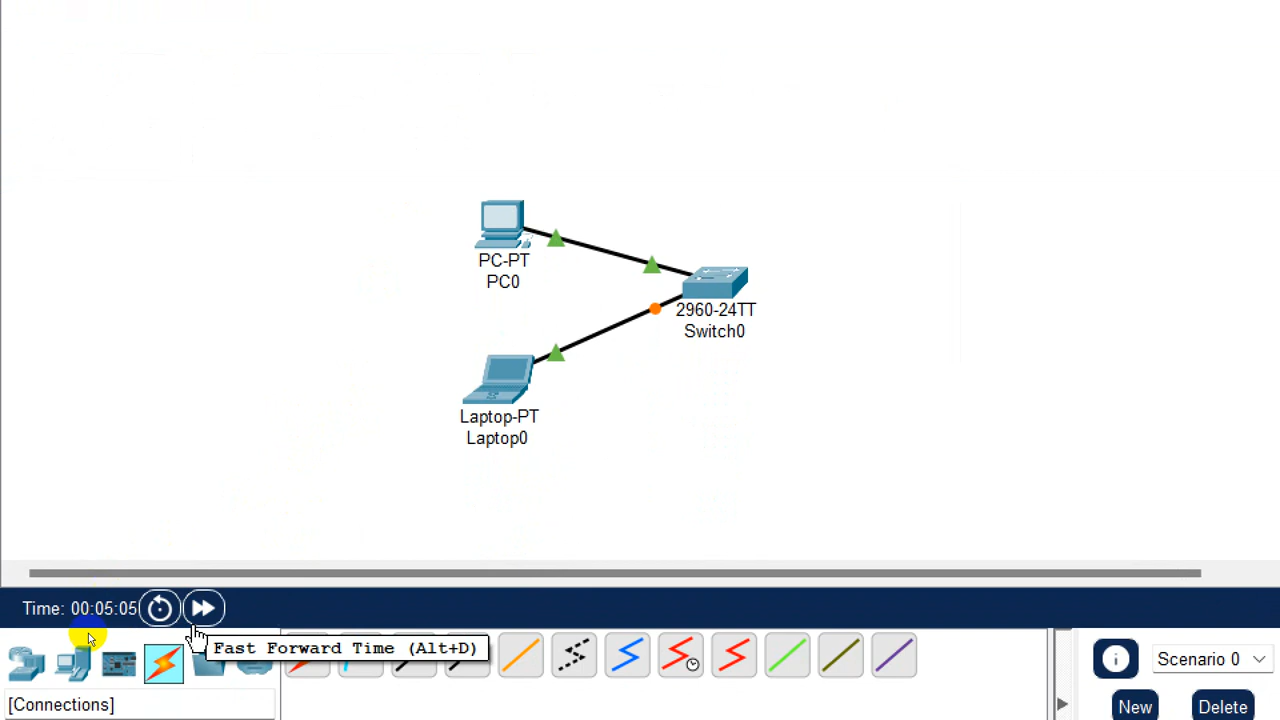 PC-PT
PC0
2960-24TT
Switch0
Laptop-PT
Laptop0
Time: 00:05:05
Fast Forward Time (Alt+D)
Scenario 0
[Connections]
New
Delete